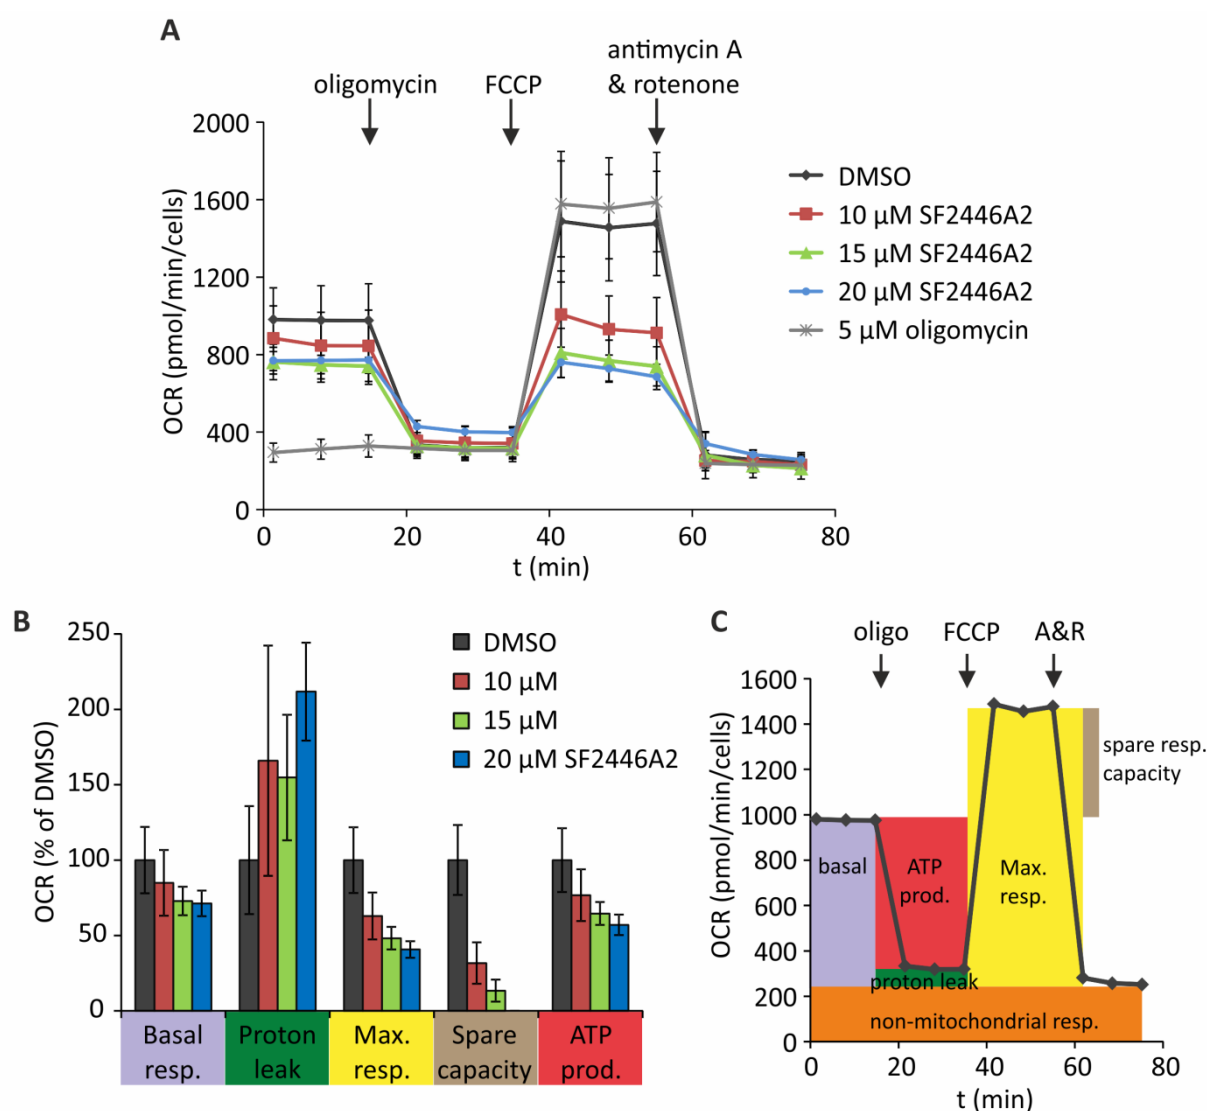 A
oligomycin
FCCP
antimycin A
& rotenone
OCR (pmol/min/cells)
2000
1600
1200
800
400
0
0
20
40
60
80
t (min)
DMSO
10 µM SF2446A2
15 µM SF2446A2
20 µM SF2446A2
5 µM oligomycin
B
OCR (% of DMSO)
250
200
150
100
50
0
DMSO
10 µM
15 µM
20 µM SF2446A2
Basal
resp.
Proton
leak
Max.
resp.
Spare
capacity
ATP
prod.
C
oligo
FCCP
A&R
OCR (pmol/min/cells)
1600
1400
1200
1000
800
600
400
200
0
basal
ATP
prod.
Max.
resp.
spare resp.
capacity
proton leak
non-mitochondrial resp.
0
20
40
60
80
t (min)